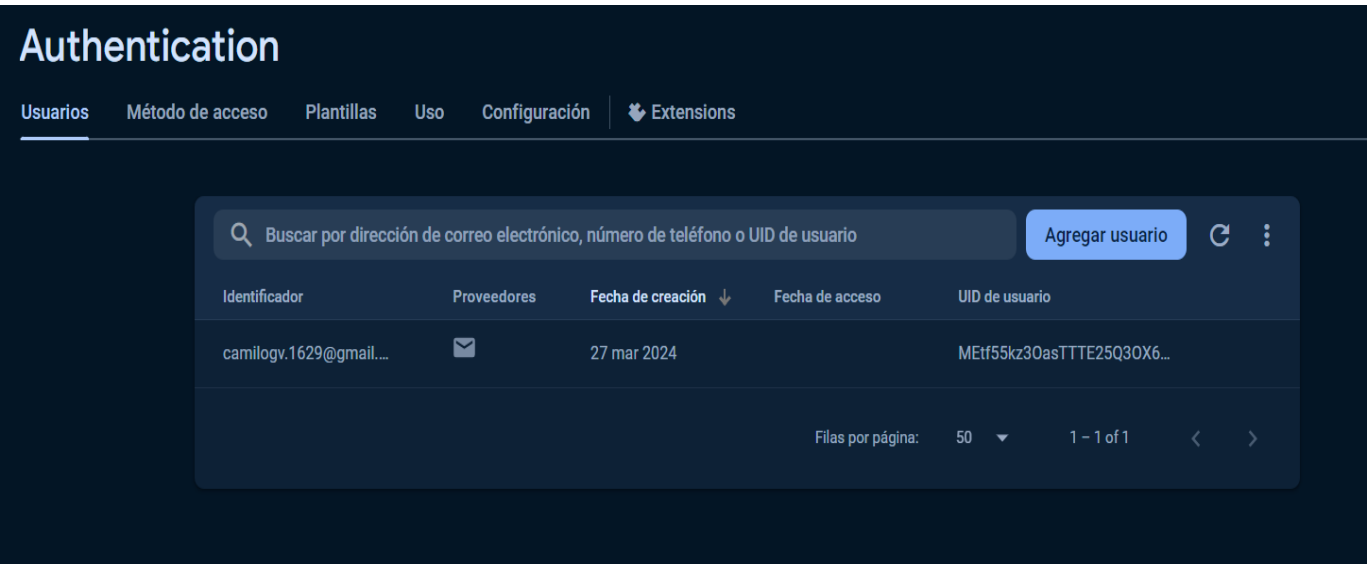 Authentication
Usuarios Método de acceso Plantillas Uso Configuración Extensions
Buscar por dirección de correo electrónico, número de teléfono o UID de usuario Agregar usuario
Identificador Proveedores Fecha de creación Fecha de acceso UID de usuario
camilogv.1629@gmail.... 27 mar 2024 MEtf55kz3OasTTTE25Q3OX6...
Filas por página: 50 1 – 1 of 1